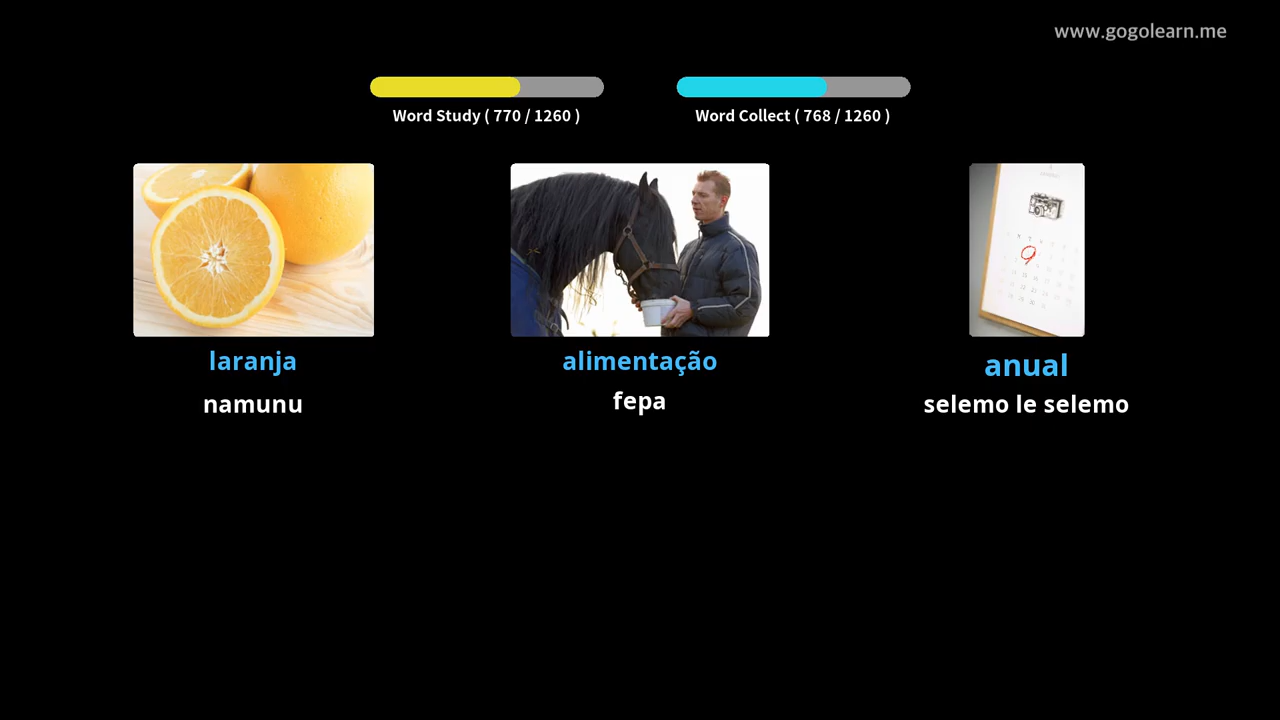 www.gogolearn.me
Word Study ( 770 / 1260 )
Word Collect ( 768 / 1260 )
laranja
alimentação
anual
namunu
fepa
selemo le selemo